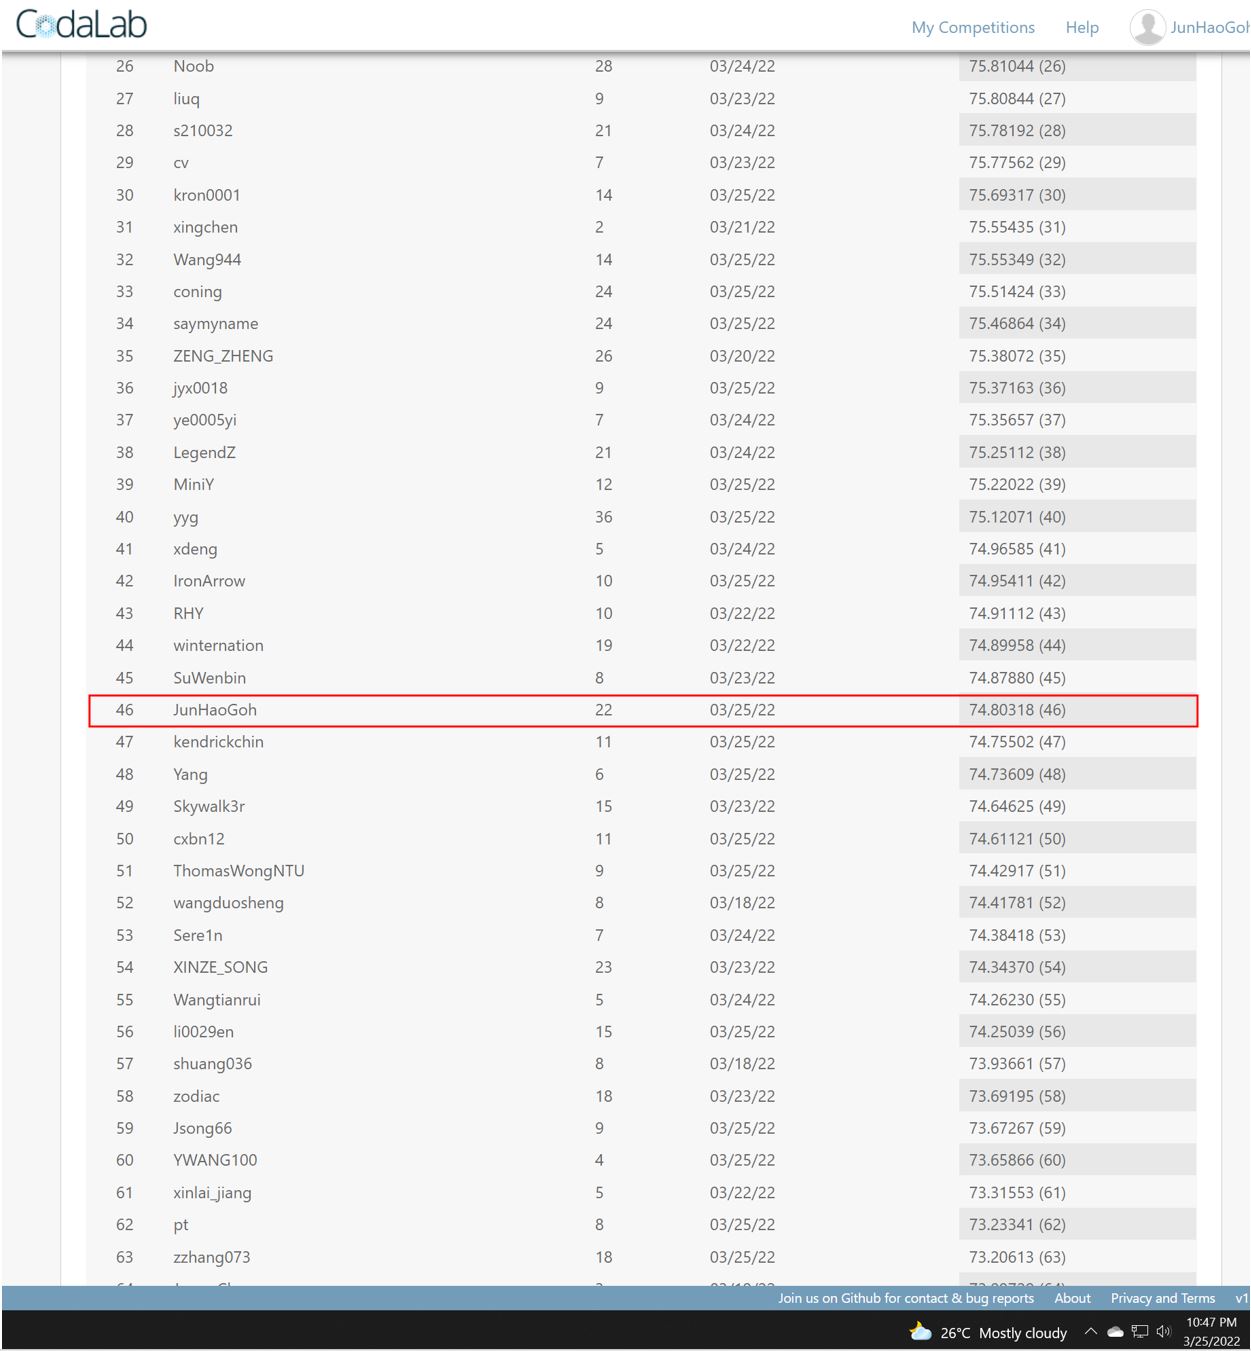 CodaLab My Competitions Help JunHaoGoh
26 Noob 28 03/24/22 75.81044 (26)
27 liuq 9 03/23/22 75.80844 (27)
28 s210032 21 03/24/22 75.78192 (28)
29 cv 7 03/23/22 75.77562 (29)
30 kron0001 14 03/25/22 75.69317 (30)
31 xingchen 2 03/21/22 75.55435 (31)
32 Wang944 14 03/25/22 75.55349 (32)
33 coning 24 03/25/22 75.51424 (33)
34 saymyname 24 03/25/22 75.46864 (34)
35 ZENG_ZHENG 26 03/20/22 75.38072 (35)
36 jyx0018 9 03/25/22 75.37163 (36)
37 ye0005yi 7 03/24/22 75.35657 (37)
38 LegendZ 21 03/24/22 75.25112 (38)
39 MiniY 12 03/25/22 75.22022 (39)
40 yyg 36 03/25/22 75.12071 (40)
41 xdeng 5 03/24/22 74.96585 (41)
42 IronArrow 10 03/25/22 74.95411 (42)
43 RHY 10 03/22/22 74.91112 (43)
44 winternation 19 03/22/22 74.89958 (44)
45 SuWenbin 8 03/23/22 74.87880 (45)
46 JunHaoGoh 22 03/25/22 74.80318 (46)
47 kendrickchin 11 03/25/22 74.75502 (47)
48 Yang 6 03/25/22 74.73609 (48)
49 Skywalk3r 15 03/23/22 74.64625 (49)
50 cxbn12 11 03/25/22 74.61121 (50)
51 ThomasWongNTU 9 03/25/22 74.42917 (51)
52 wangduosheng 8 03/18/22 74.41781 (52)
53 Sere1n 7 03/24/22 74.38418 (53)
54 XINZE_SONG 23 03/23/22 74.34370 (54)
55 Wangtianrui 5 03/24/22 74.26230 (55)
56 li0029en 15 03/25/22 74.25039 (56)
57 shuang036 8 03/18/22 73.93661 (57)
58 zodiac 18 03/23/22 73.69195 (58)
59 Jsong66 9 03/25/22 73.67267 (59)
60 YWANG100 4 03/25/22 73.65866 (60)
61 xinlai_jiang 5 03/22/22 73.31553 (61)
62 pt 8 03/25/22 73.23341 (62)
63 zzhang073 18 03/25/22 73.20613 (63)
Join us on Github for contact & bug reports About Privacy and Terms v1
26°C Mostly cloudy 10:47 PM
3/25/2022